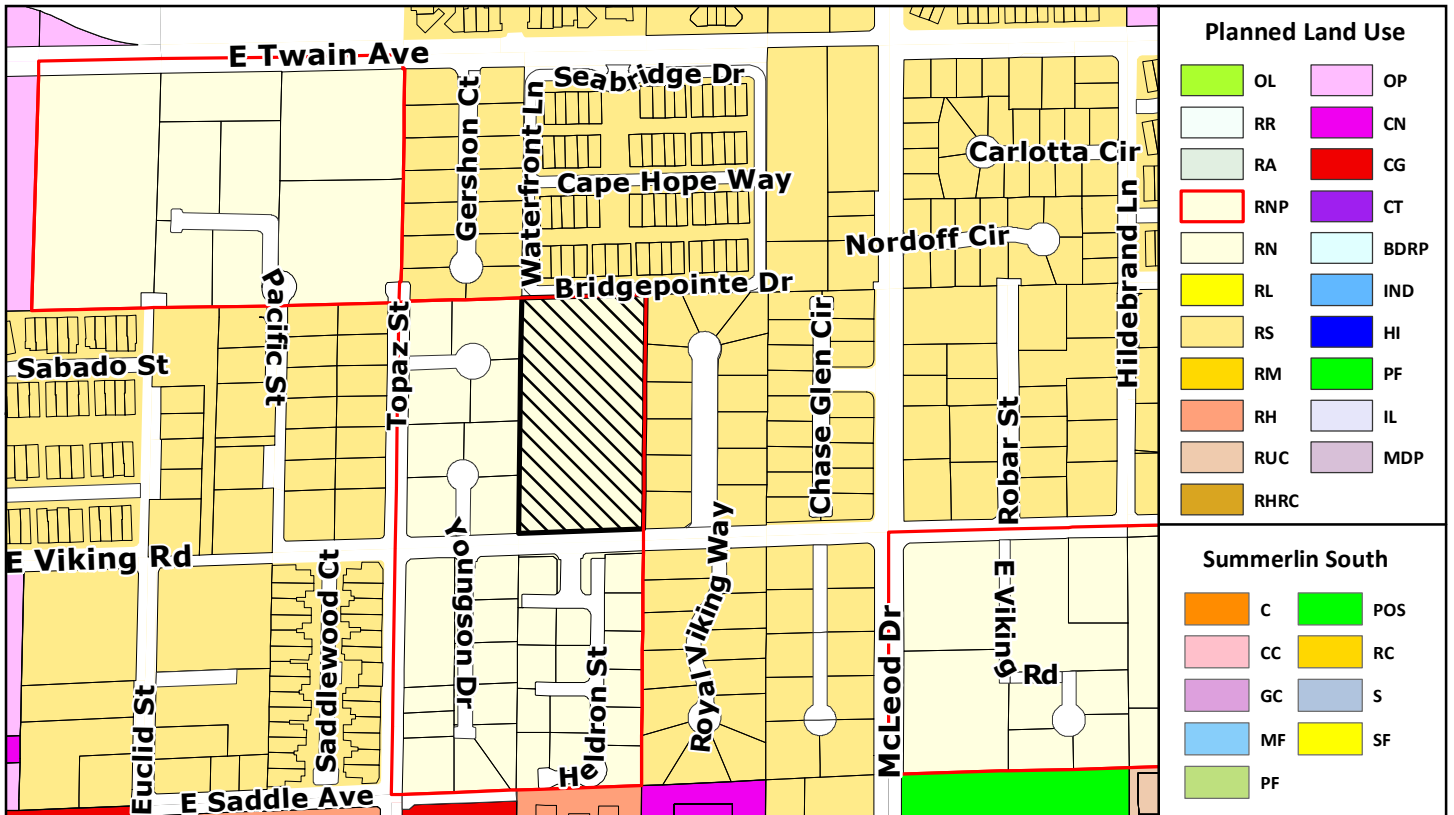 E Twain Ave
Seabridge Dr
Gershon Ct
Waterfront Ln
Carlotta Cir
Cape Hope Way
Hildebrand Ln
Nordoff Cir
Pacific St
Bridgepointe Dr
Topaz St
Chase Glen Cir
Sabado St
Robar St
E Viking Rd
Youngson Dr
Royal Viking Way
Saddlewood Ct
E Viking Rd
McLeod Dr
Heldron St
Euclid St
E Saddle Ave
Planned Land Use
OL OP
RR CN
RA CG
RNP CT
RN BDRP
RL IND
RS HI
RM PF
RH IL
RUC MDP
RHRC
Summerlin South
C POS
CC RC
GC S
MF SF
PF